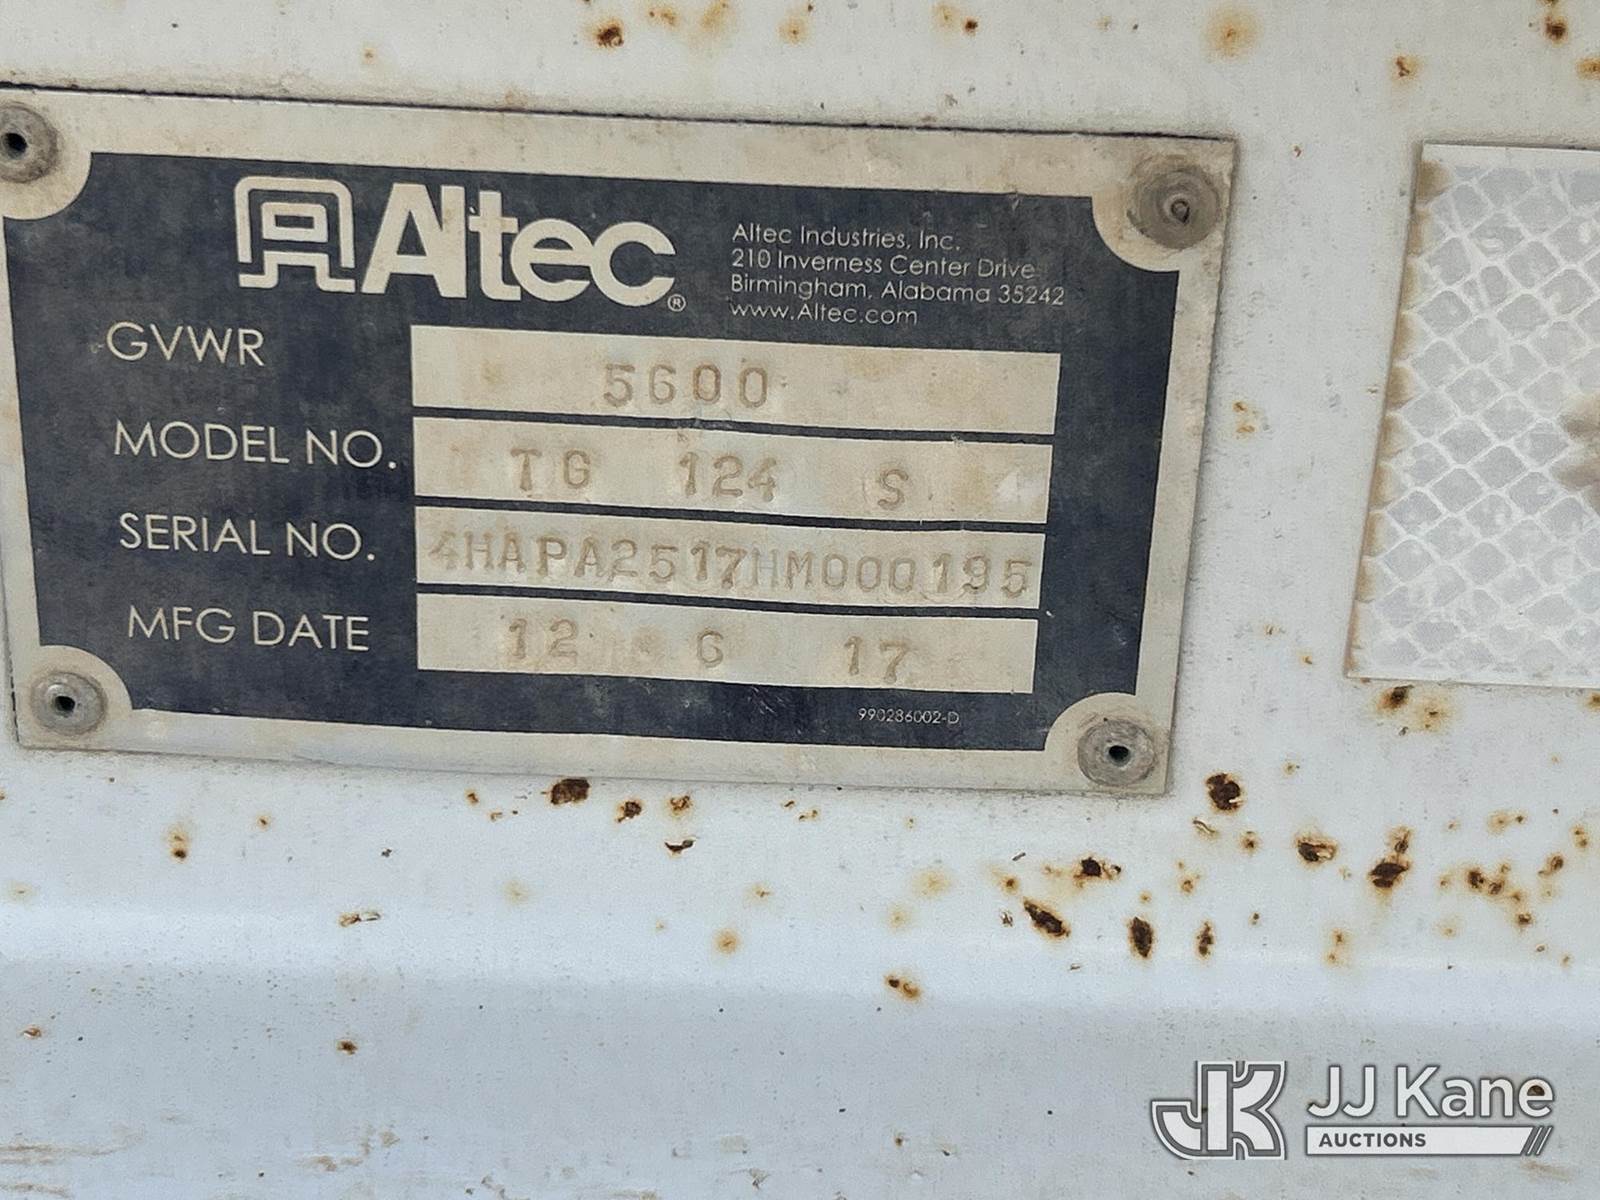 Altec®
Altec Industries, Inc.
210 Inverness Center Drive
Birmingham, Alabama 35242
www.Altec.com
GVWR 5600
MODEL NO. TG 124 S
SERIAL NO. 4HAPA2517HM000195
MFG DATE 12 6 17
990286002-D
JK JJ Kane
AUCTIONS